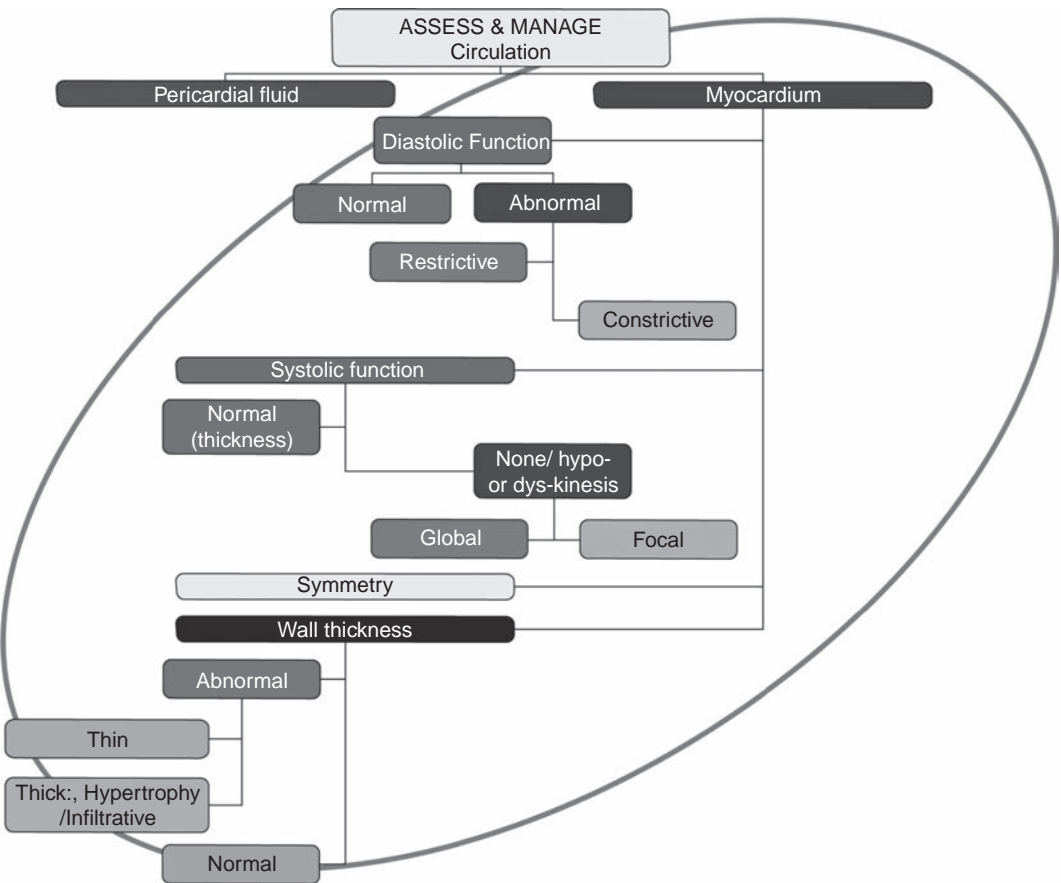 ASSESS & MANAGE
Circulation
Pericardial fluid
Myocardium
Diastolic Function
Normal
Abnormal
Restrictive
Constrictive
Systolic function
Normal
(thickness)
None/ hypo-
or dys-kinesis
Global
Focal
Symmetry
Wall thickness
Abnormal
Thin
Thick:, Hypertrophy
/Infiltrative
Normal